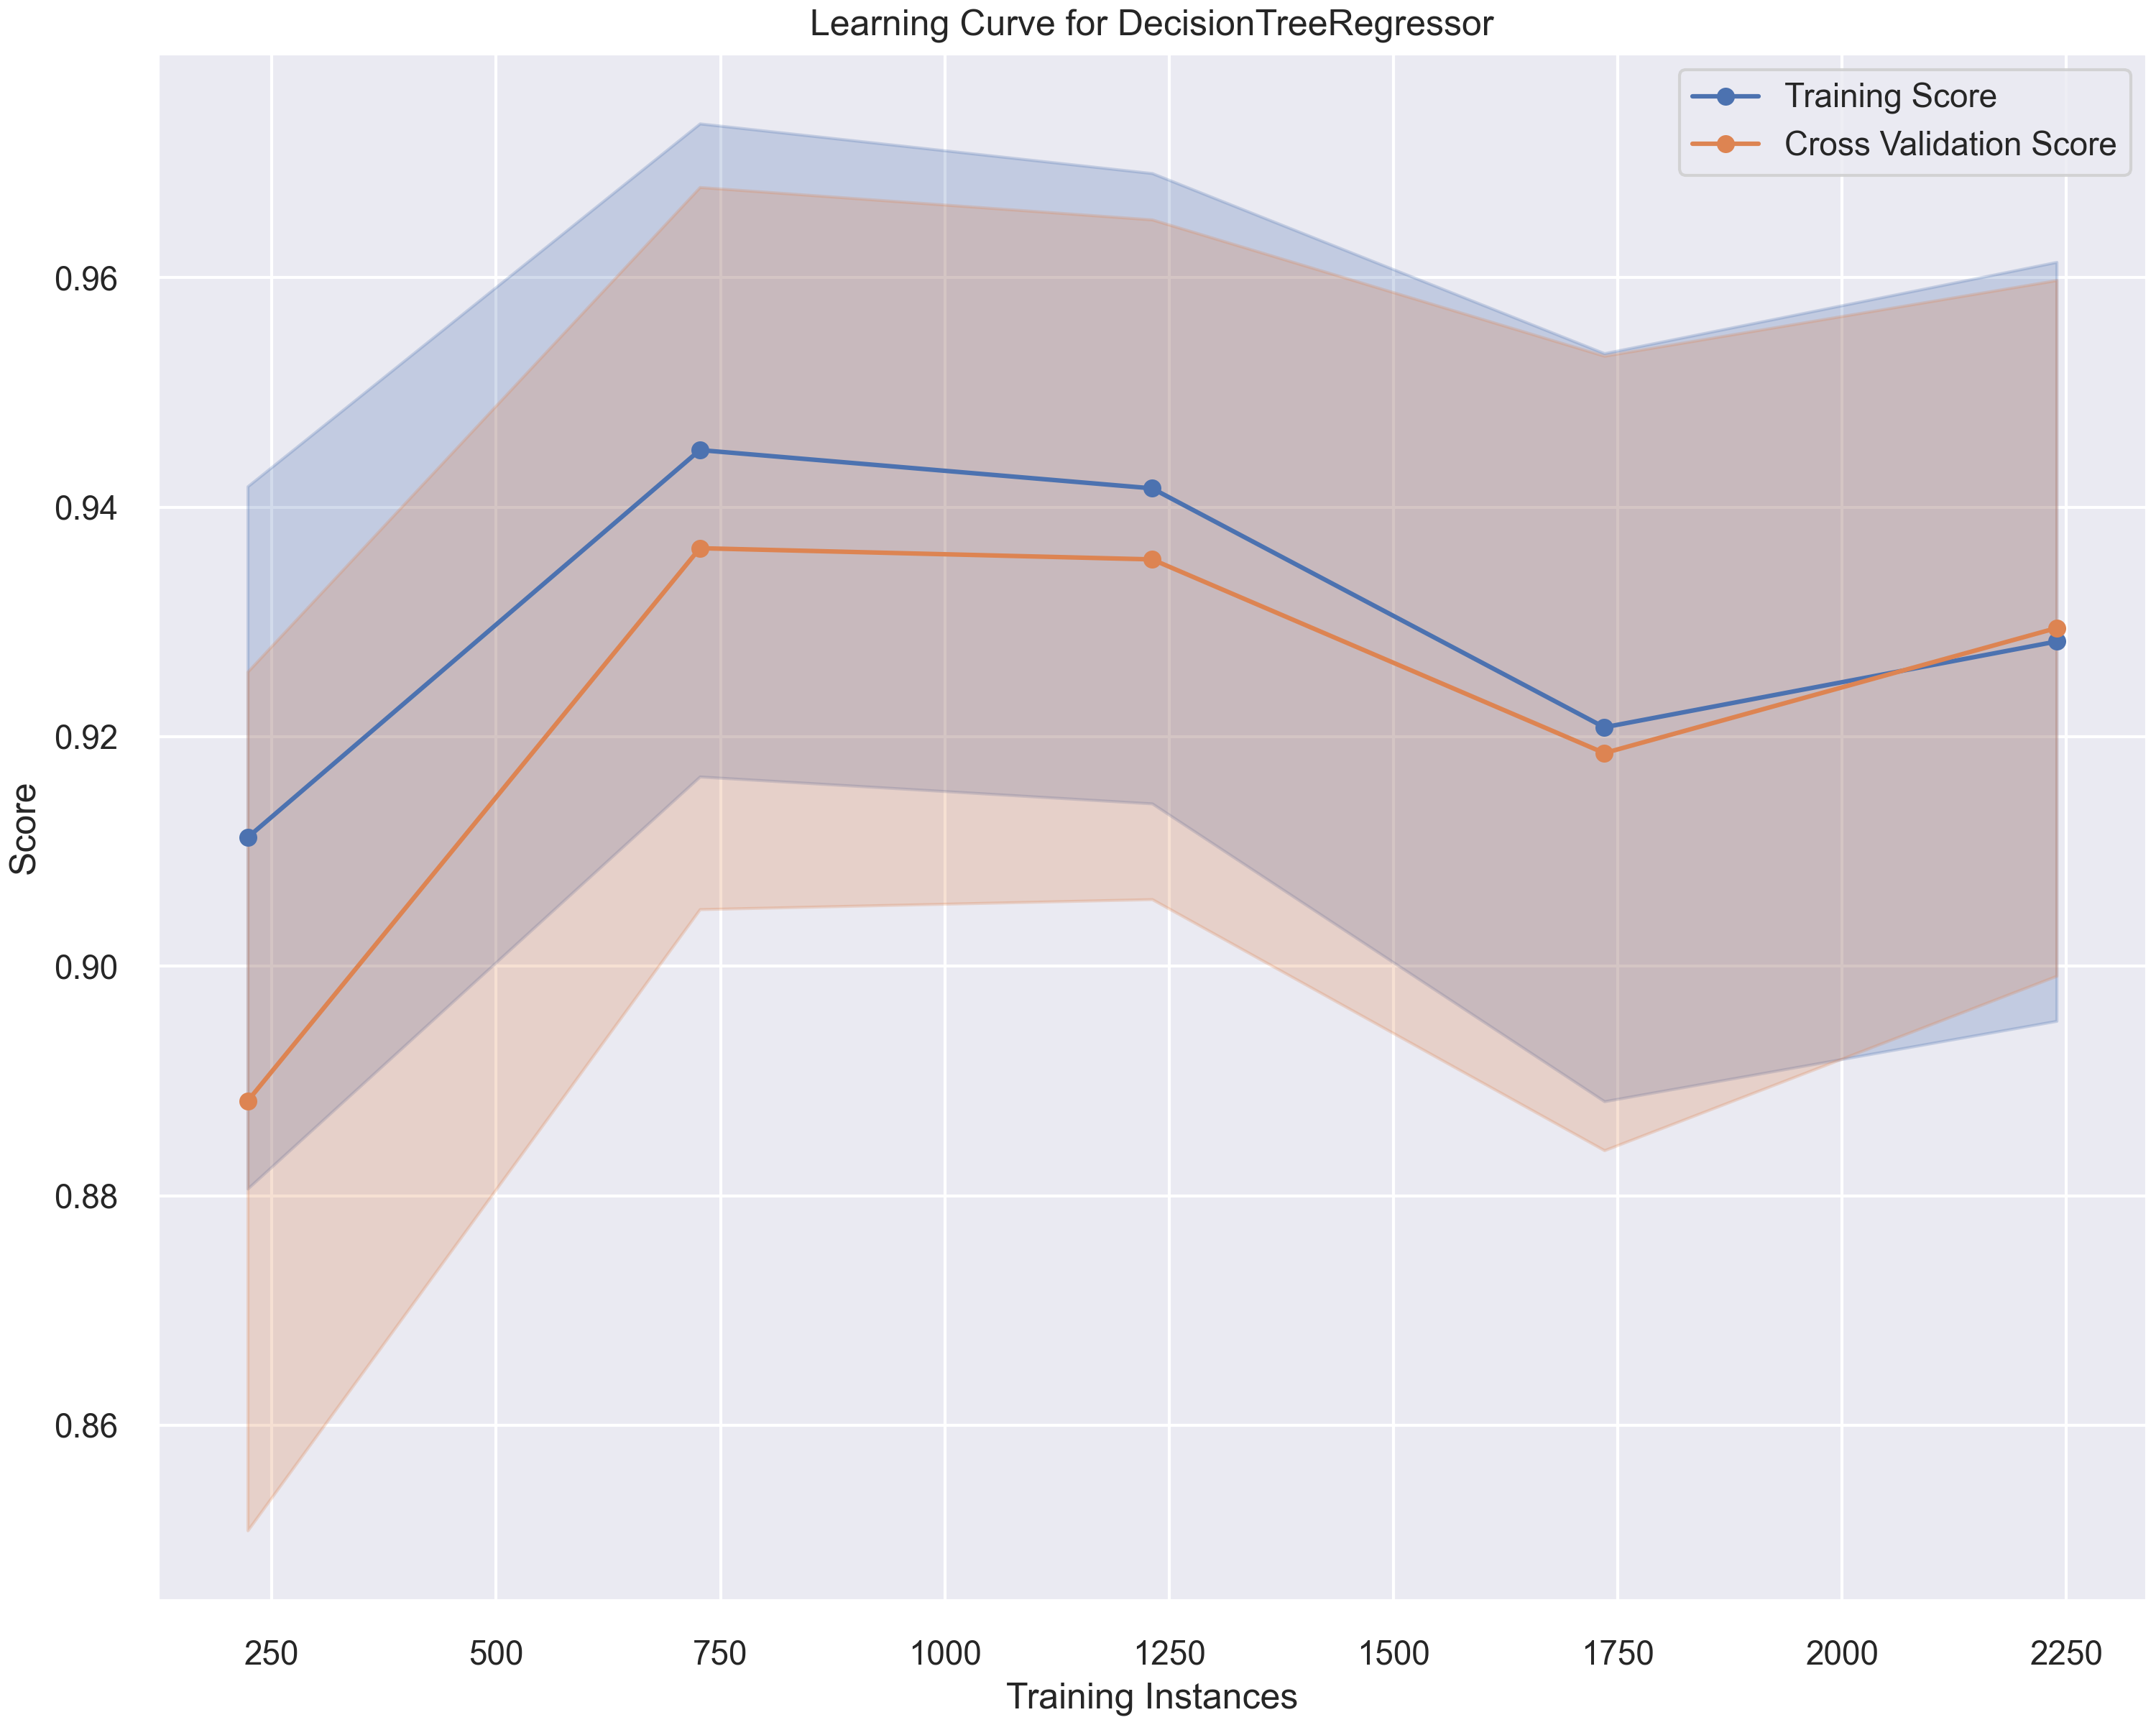 Learning Curve for DecisionTreeRegressor
Training Score
Cross Validation Score
0.96
0.94
0.92
0.90
0.88
0.86
Score
250 500 750 1000 1250 1500 1750 2000 2250
Training Instances